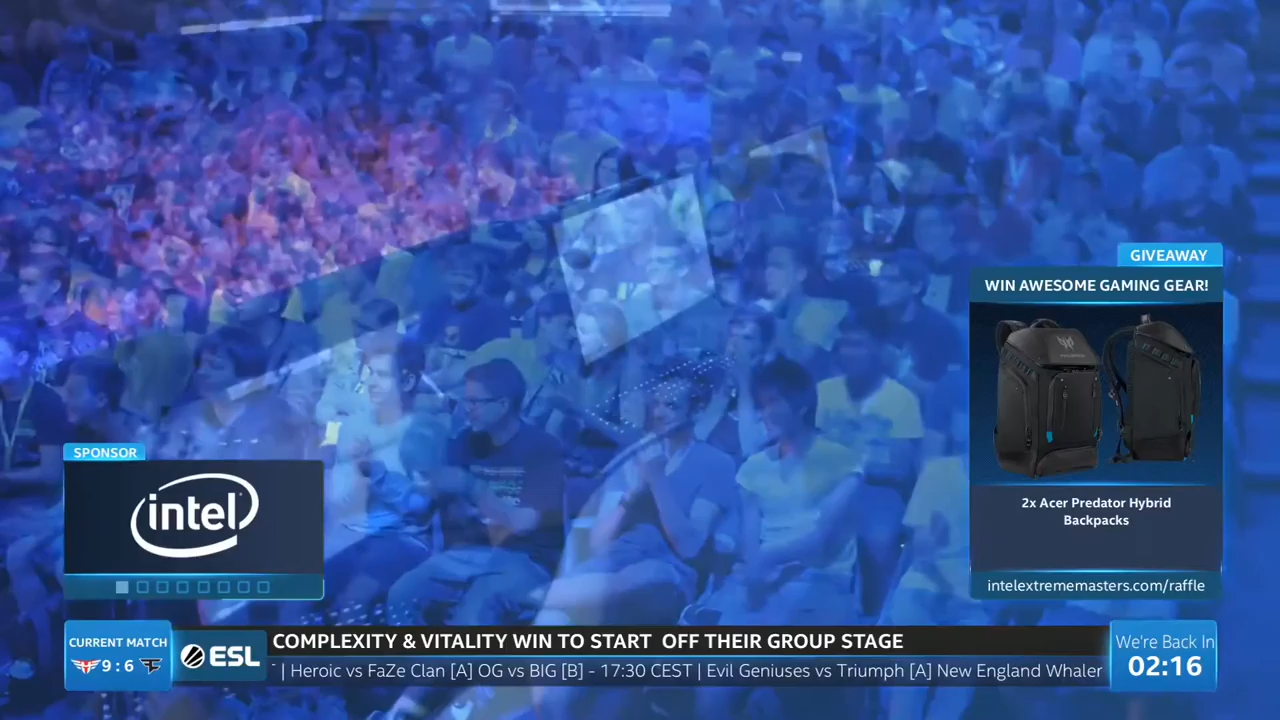 GIVEAWAY
WIN AWESOME GAMING GEAR!
2x Acer Predator Hybrid
Backpacks
intelextrememasters.com/raffle
SPONSOR
intel
CURRENT MATCH
9 : 6
ESL
COMPLEXITY & VITALITY WIN TO START OFF THEIR GROUP STAGE
| Heroic vs FaZe Clan [A] OG vs BIG [B] - 17:30 CEST | Evil Geniuses vs Triumph [A] New England Whaler
We're Back In
02:16